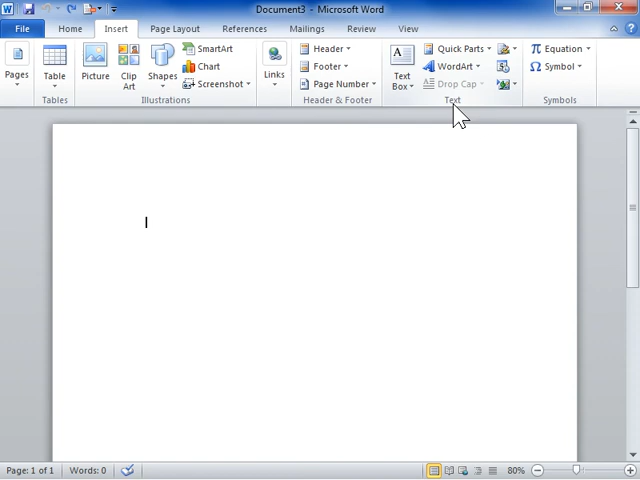 Document3 - Microsoft Word
File Home Insert Page Layout References Mailings Review View
Pages
Table
Tables
Picture
Clip Art
Shapes
SmartArt
Chart
Screenshot
Illustrations
Links
Header
Footer
Page Number
Header & Footer
Text Box
Quick Parts
WordArt
Drop Cap
Text
Equation
Symbol
Symbols
Page: 1 of 1 Words: 0 80%